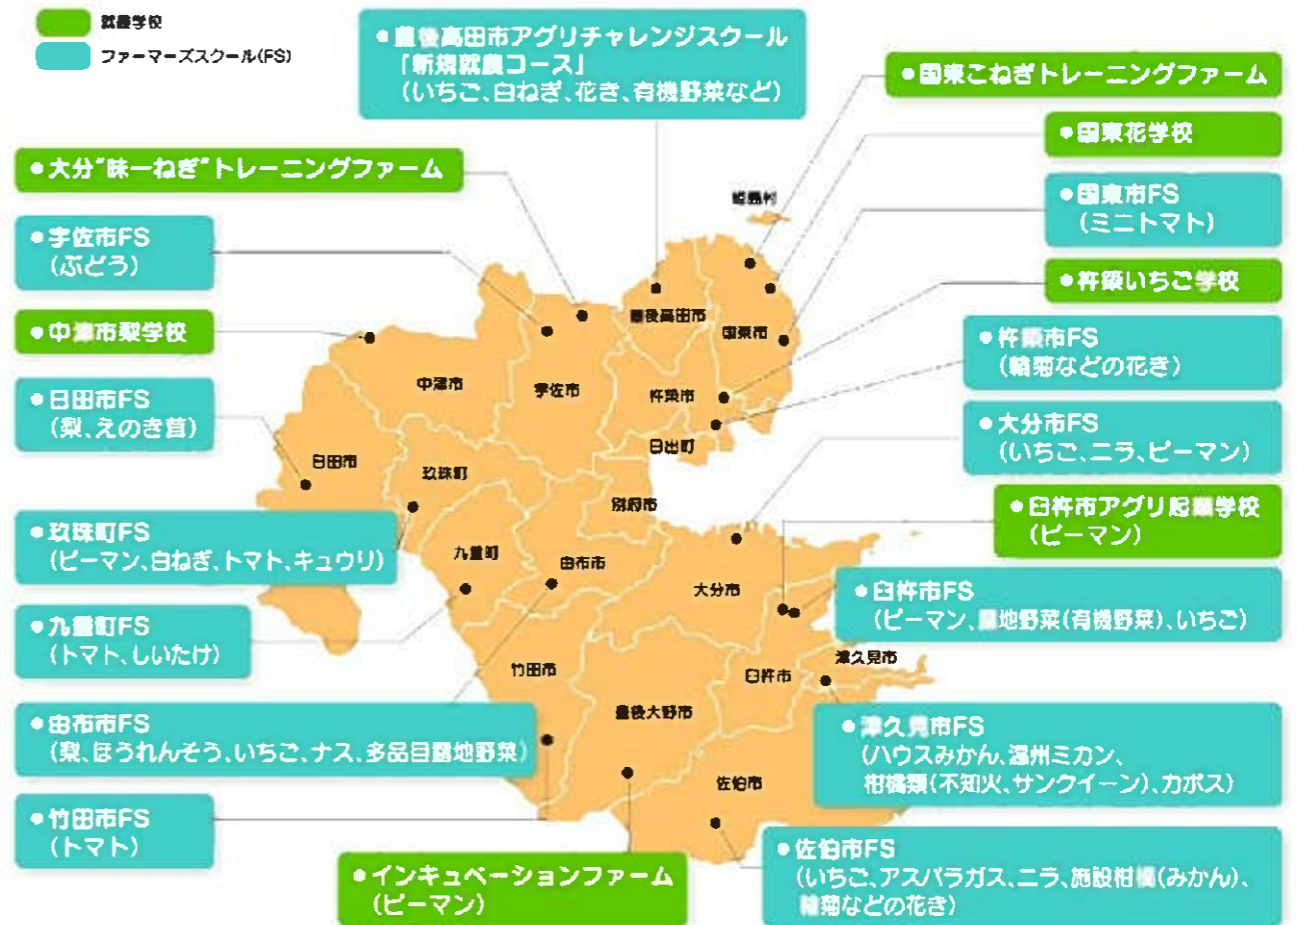 就農学校
ファーマーズスクール(FS)
●豊後高田市アグリチャレンジスクール
「新規就農コース」
(いちご、白ねぎ、花き、有機野菜など)
●国東こねぎトレーニングファーム
●国東花学校
●大分“味一ねぎ”トレーニングファーム
●国東市FS
(ミニトマト)
姫島村
●宇佐市FS
(ぶどう)
●杵築いちご学校
●中津市梨学校
●杵築市FS
(輪菊などの花き)
●日田市FS
(梨、えのき茸)
●大分市FS
(いちご、ニラ、ピーマン)
豊後高田市
国東市
中津市
宇佐市
杵築市
日出町
日田市
玖珠町
別府市
●臼杵市アグリ起業学校
(ピーマン)
●玖珠町FS
(ピーマン、白ねぎ、トマト、キュウリ)
九重町
由布市
大分市
●臼杵市FS
(ピーマン、露地野菜(有機野菜)、いちご)
●九重町FS
(トマト、しいたけ)
竹田市
臼杵市
津久見市
豊後大野市
●由布市FS
(梨、ほうれんそう、いちご、ナス、多品目露地野菜)
●津久見市FS
(ハウスみかん、温州ミカン、
柑橘類(不知火、サンクイーン)、カボス)
佐伯市
●竹田市FS
(トマト)
●インキュベーションファーム
(ピーマン)
●佐伯市FS
(いちご、アスパラガス、ニラ、施設柑橘(みかん)、
輪菊などの花き)